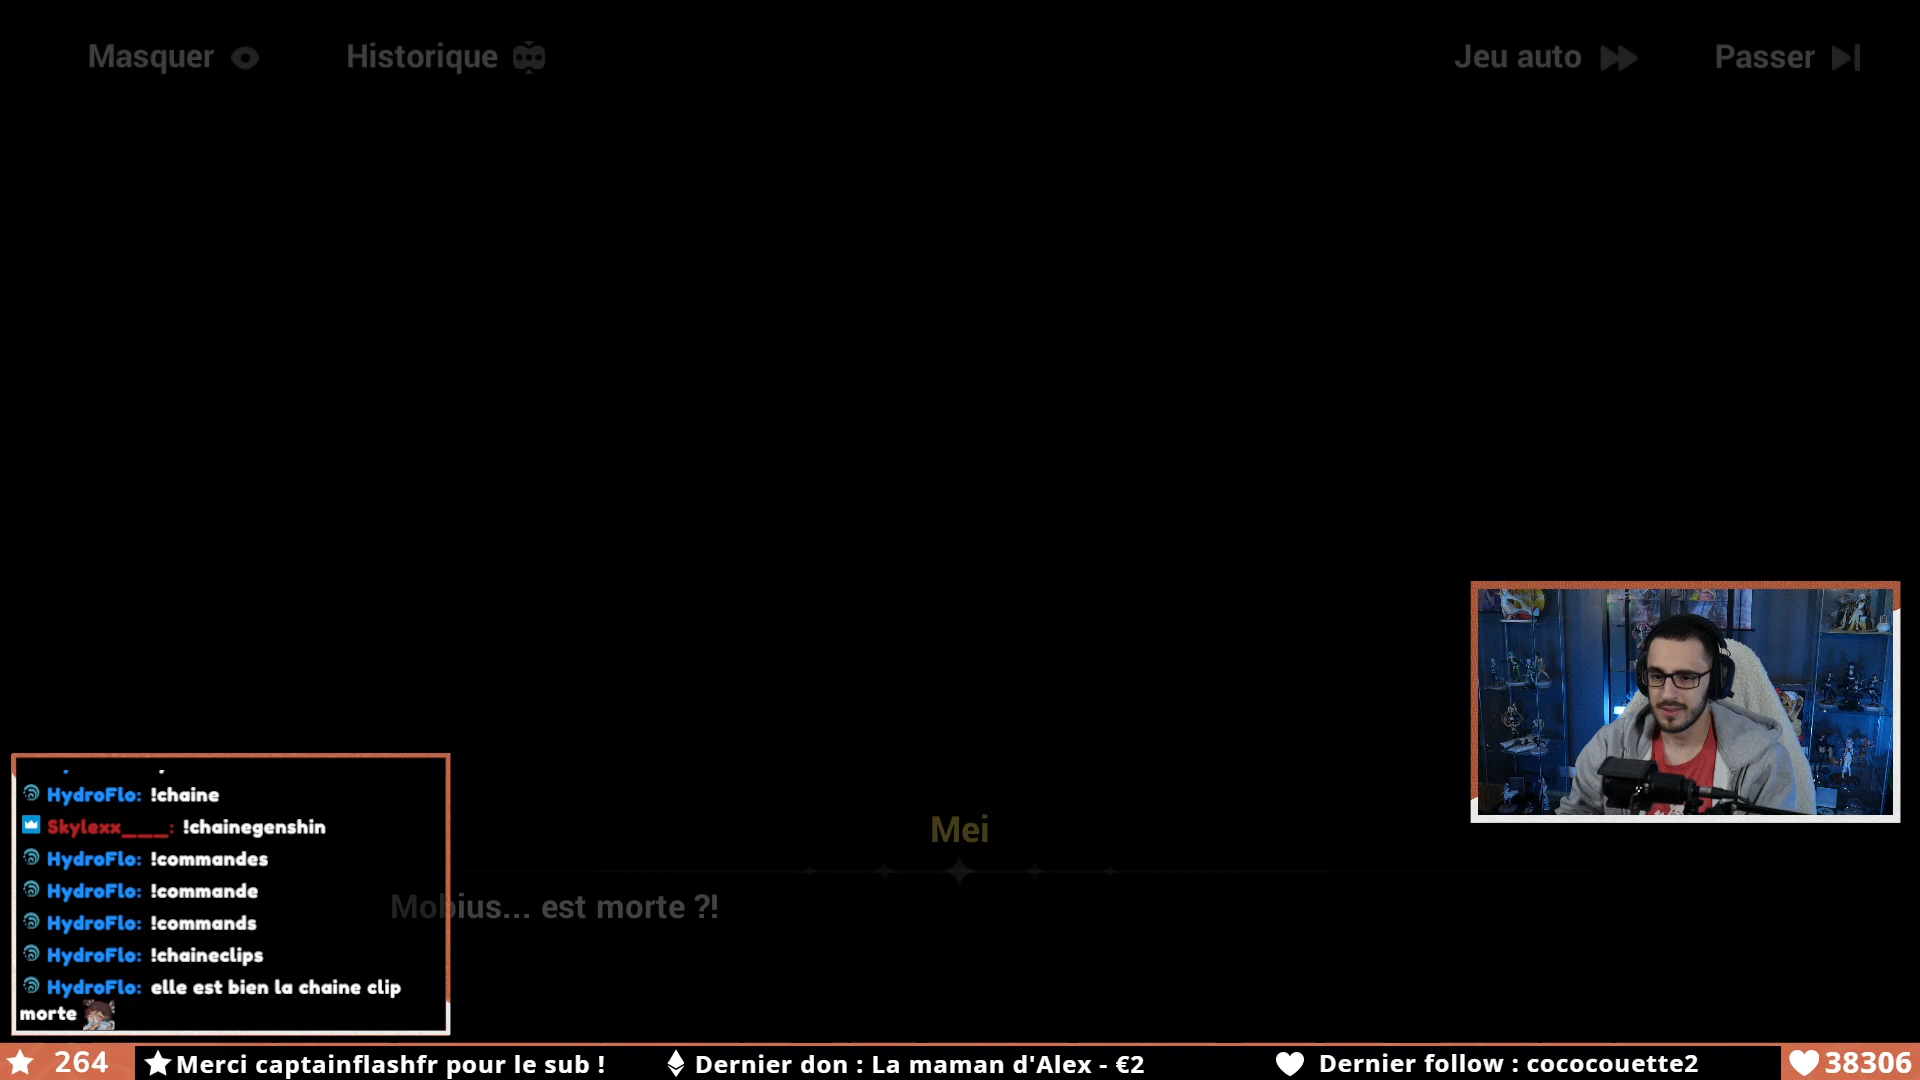 Masquer
Historique
Jeu auto
Passer
HydroFlo: !chaine
Skylexx___: !chainegenshin
HydroFlo: !commandes
HydroFlo: !commande
HydroFlo: !commands
HydroFlo: !chaineclips
HydroFlo: elle est bien la chaine clip
morte
Mei
Mobius... est morte ?!
264
Merci captainflashfr pour le sub !
Dernier don : La maman d'Alex - €2
Dernier follow : cococouette2
38306